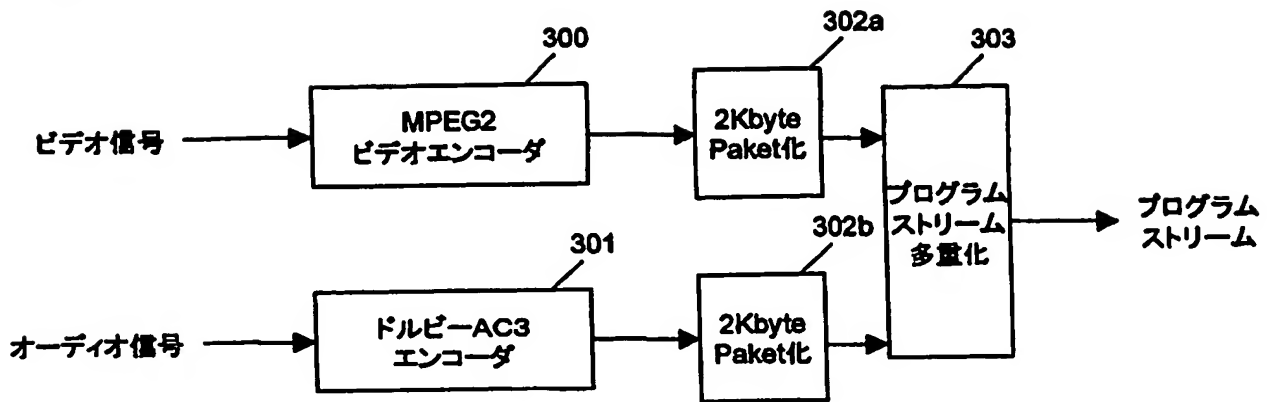 300
302a
303
ビデオ信号
MPEG2
ビデオエンコーダ
2Kbyte
Paket化
プログラム
ストリーム
多重化
プログラム
ストリーム
301
302b
オーディオ信号
ドルビーAC3
エンコーダ
2Kbyte
Paket化